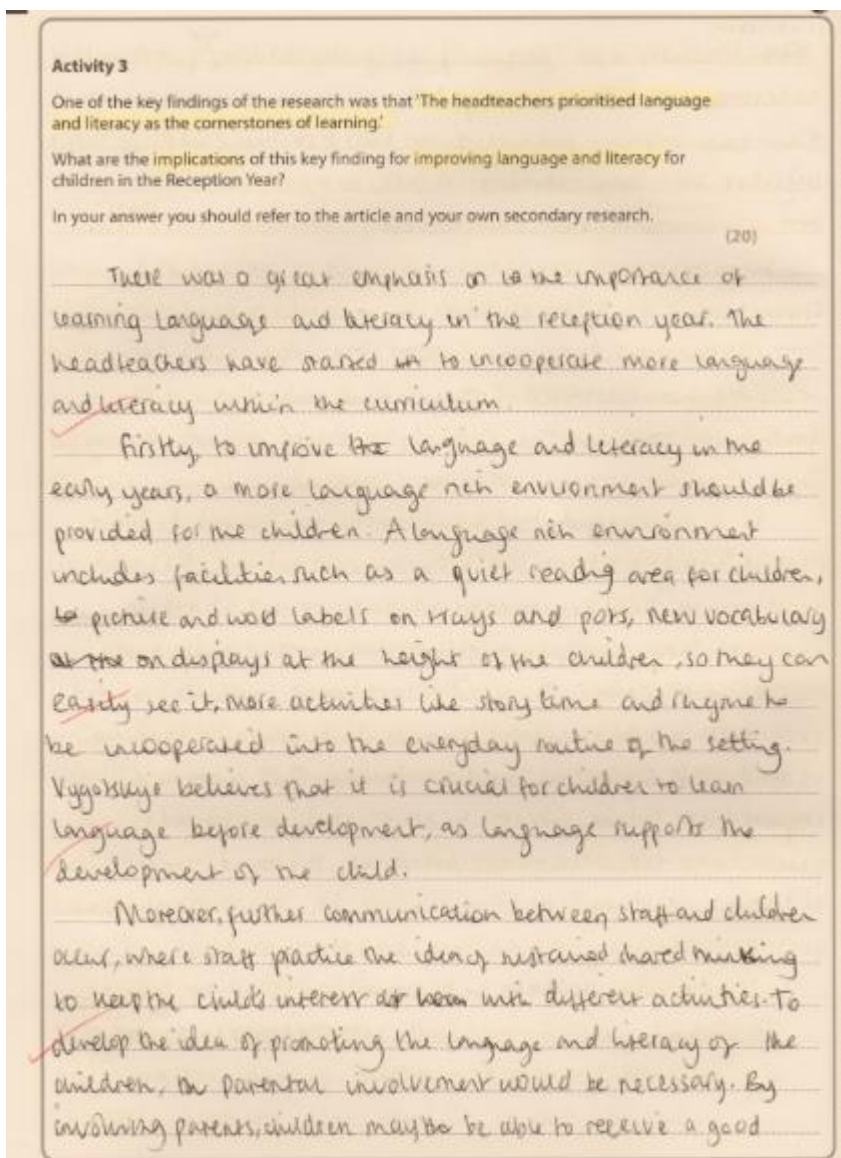 Activity 3
One of the key findings of the research was that 'The headteachers prioritised language
and literacy as the cornerstones of learning.'
What are the implications of this key finding for improving language and literacy for
children in the Reception Year?
In your answer you should refer to the article and your own secondary research.
(20)
There was a great emphasis on the importance of
learning language and literacy in the reception year. The
headteachers have started to incooperate more language
and literacy within the curriculum.
Firstly, to improve language and literacy in the
early years, a more language rich environment should be
provided for the children. A language rich environment
includes facilities such as a quiet reading area for children,
picture and word labels on trays and pots, new vocabulary
on displays at the height of the children, so they can
easily see it, more activities like story time and rhyme to
be incooperated into the everyday routine of the setting.
believes that it is crucial for children to learn
language before development, as language supports the
development of the child.
Moreover, further communication between staff and children
occur, where staff practice the idea of sustained shared thinking
to keep the child's interest with different activities. To
develop the idea of promoting the language and literacy of the
children, parental involvement would be necessary. By
involving parents, children may be able to receive a good